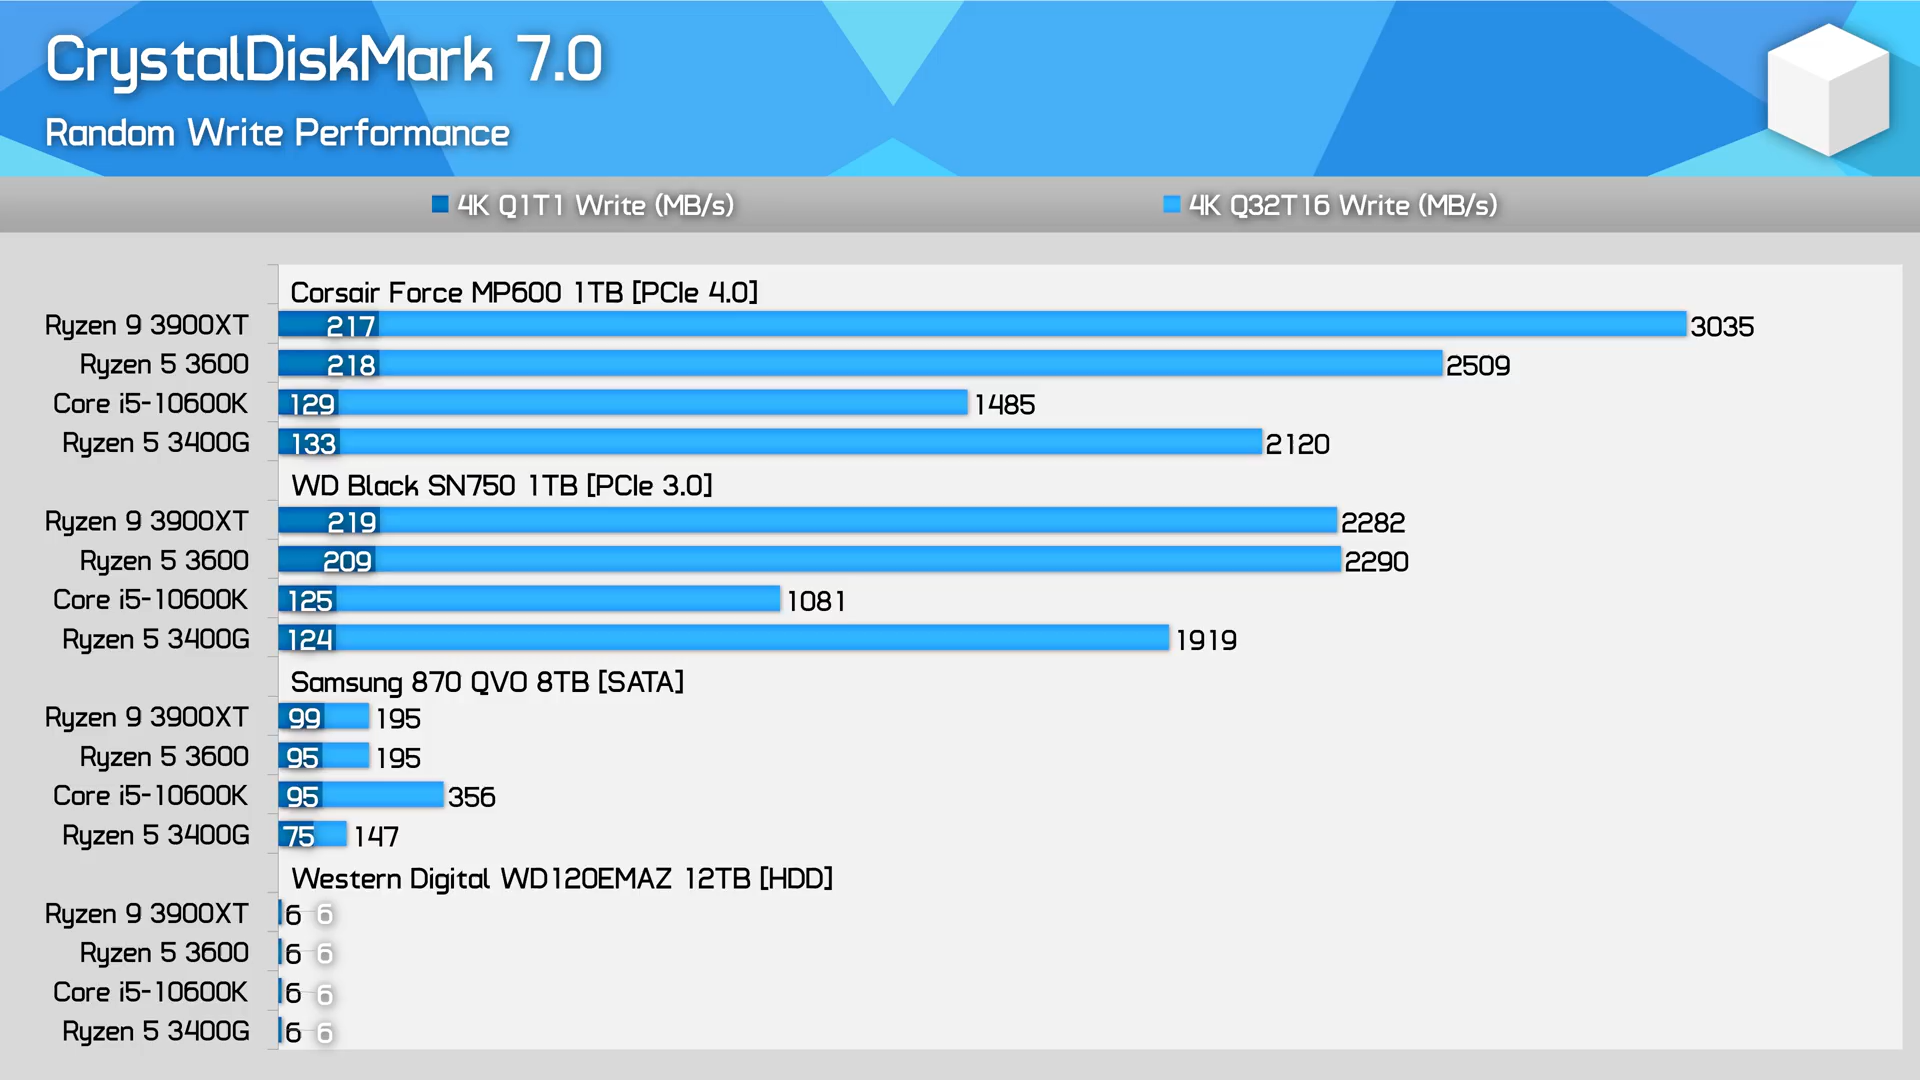 CrystalDiskMark 7.0
Random Write Performance
4K Q1T1 Write (MB/s) 4K Q32T16 Write (MB/s)
Corsair Force MP600 1TB [PCIe 4.0]
Ryzen 9 3900XT 217 3035
Ryzen 5 3600 218 2509
Core i5-10600K 129 1485
Ryzen 5 3400G 133 2120
WD Black SN750 1TB [PCIe 3.0]
Ryzen 9 3900XT 219 2282
Ryzen 5 3600 209 2290
Core i5-10600K 125 1081
Ryzen 5 3400G 124 1919
Samsung 870 QVO 8TB [SATA]
Ryzen 9 3900XT 99 195
Ryzen 5 3600 95 195
Core i5-10600K 95 356
Ryzen 5 3400G 75 147
Western Digital WD120EMAZ 12TB [HDD]
Ryzen 9 3900XT 6 6
Ryzen 5 3600 6 6
Core i5-10600K 6 6
Ryzen 5 3400G 6 6